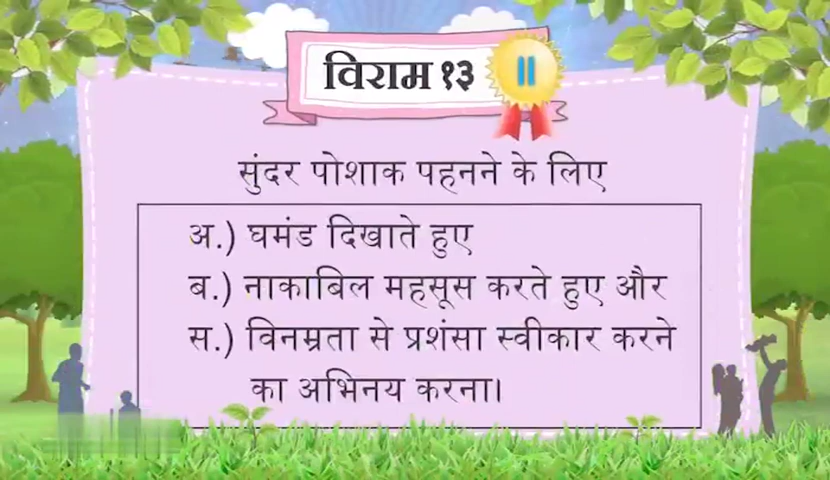 विराम १३
सुंदर पोशाक पहनने के लिए
अ.) घमंड दिखाते हुए
ब.) नाकाबिल महसूस करते हुए और
स.) विनम्रता से प्रशंसा स्वीकार करने
का अभिनय करना।